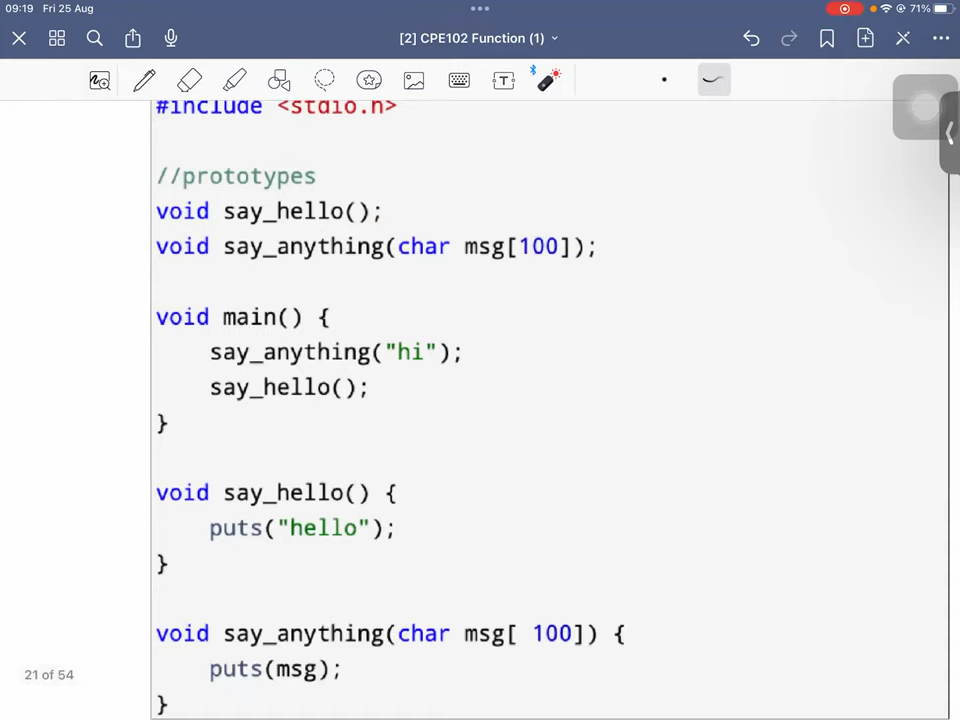 09:19 Fri 25 Aug
71%
[2] CPE102 Function (1)
#include <stdio.h>
//prototypes
void say_hello();
void say_anything(char msg[100]);
void main() {
say_anything("hi");
say_hello();
}
void say_hello() {
puts("hello");
}
void say_anything(char msg[ 100]) {
puts(msg);
}
21 of 54